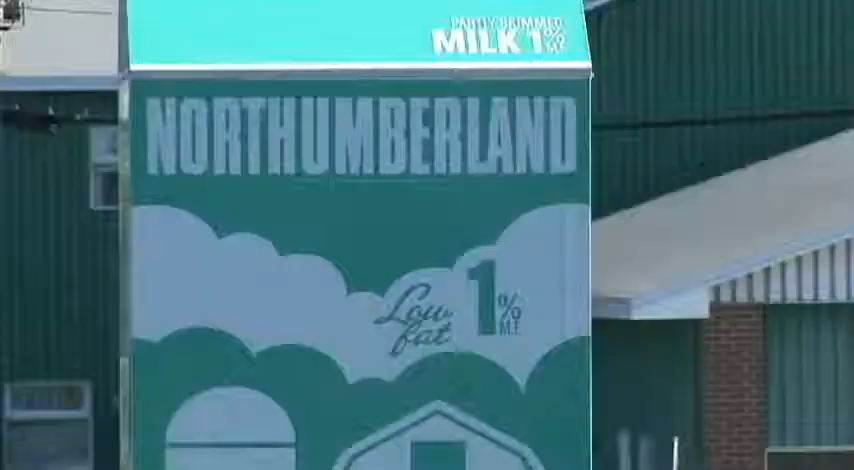 PARTLY SKIMMED
MILK 1%
M.F.
NORTHUMBERLAND
Low
fat
1%
M.F.